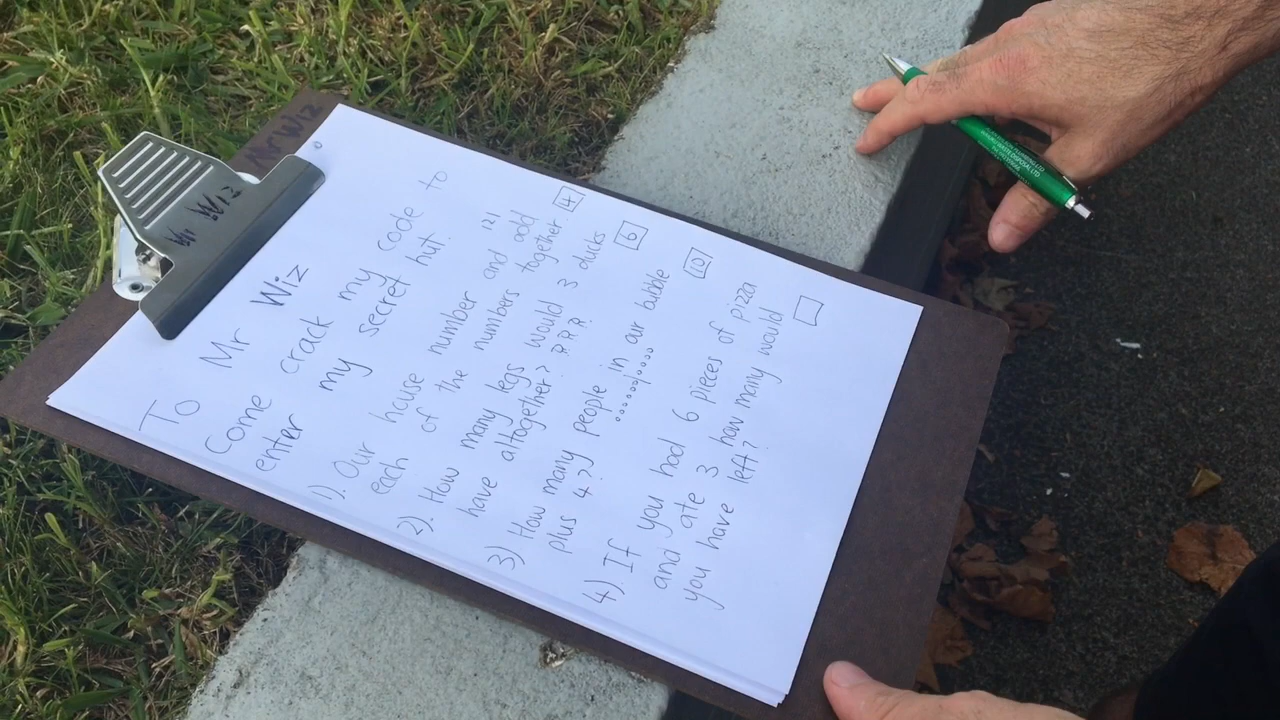 Mr Wiz
Mr Wiz
To Mr Wiz
Come crack my code to
enter my secret hut.
1). Our house number and 121
each of the numbers add
together 4
2). How many legs would 3 ducks
have altogether? 6
3) How many people in our bubble
plus 4?? 10
4). If you had 6 pieces of pizza
and ate 3 how many would
you have left?